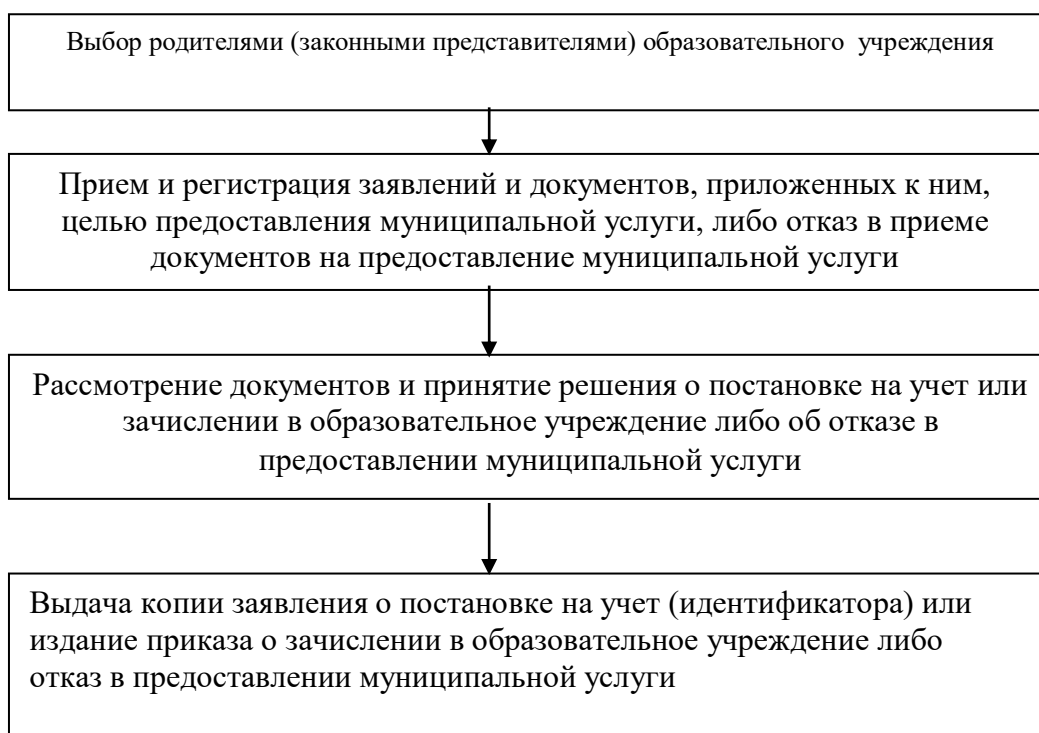 Выбор родителями (законными представителями) образовательного учреждения
Прием и регистрация заявлений и документов, приложенных к ним,
целью предоставления муниципальной услуги, либо отказ в приеме
документов на предоставление муниципальной услуги
Рассмотрение документов и принятие решения о постановке на учет или
зачислении в образовательное учреждение либо об отказе в
предоставлении муниципальной услуги
Выдача копии заявления о постановке на учет (идентификатора) или
издание приказа о зачислении в образовательное учреждение либо
отказ в предоставлении муниципальной услуги